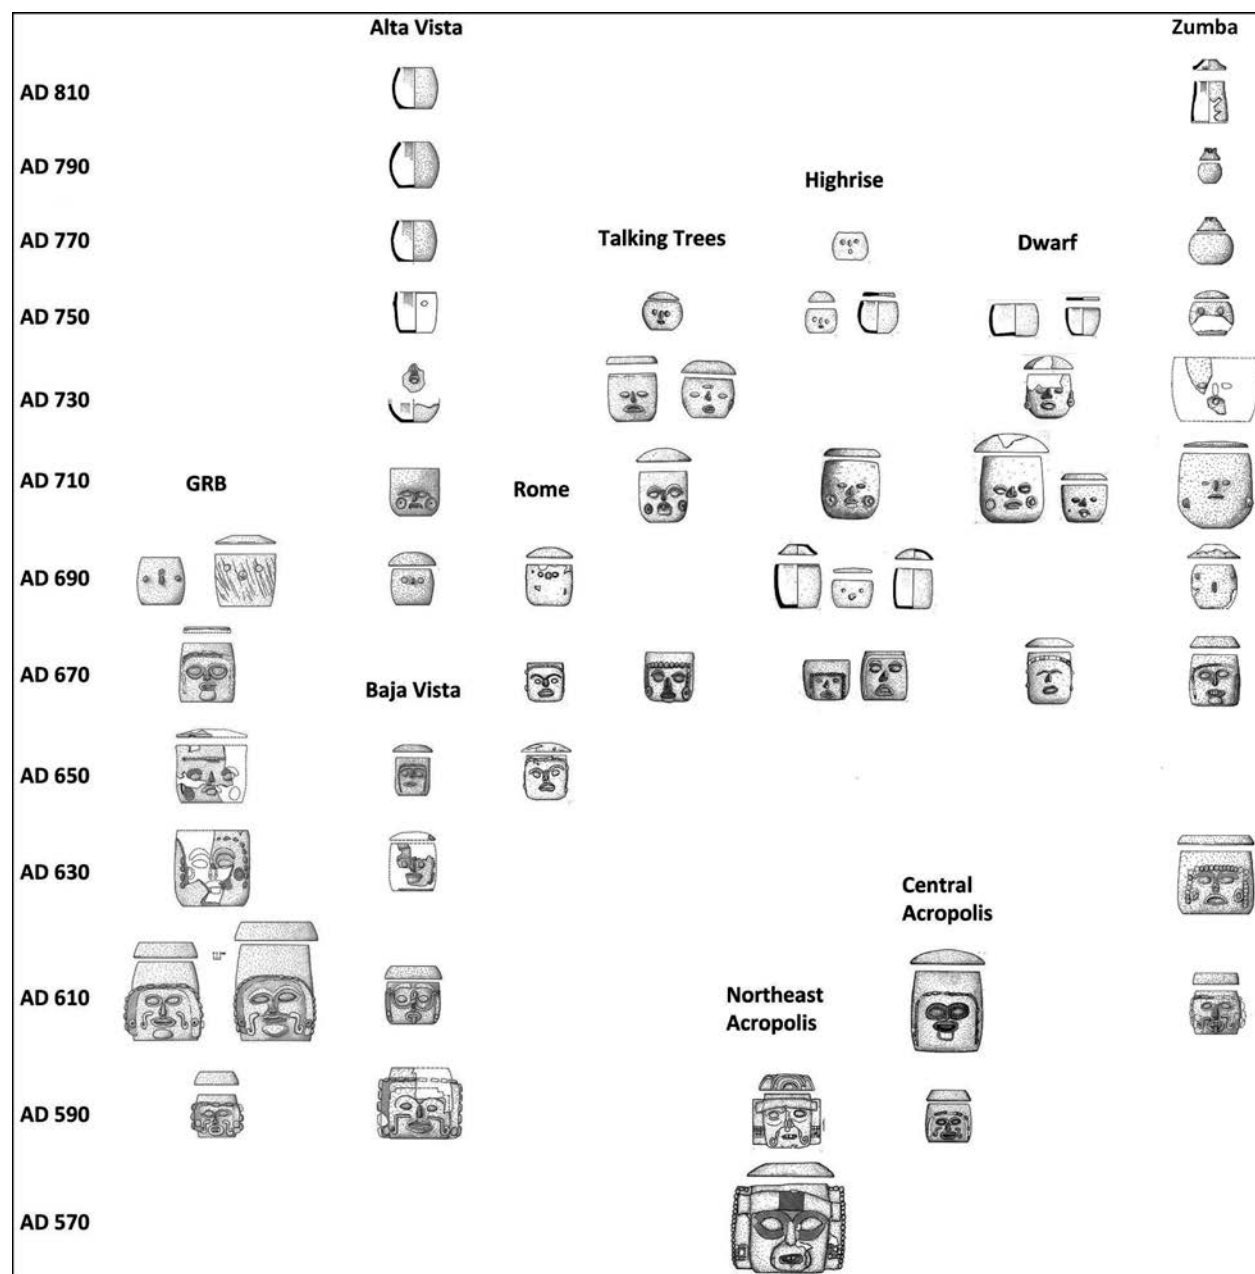 Alta Vista
Zumba
AD 810
AD 790
Highrise
AD 770
Talking Trees
Dwarf
AD 750
AD 730
AD 710
GRB
Rome
AD 690
AD 670
Baja Vista
AD 650
AD 630
Central
Acropolis
AD 610
Northeast
Acropolis
AD 590
AD 570